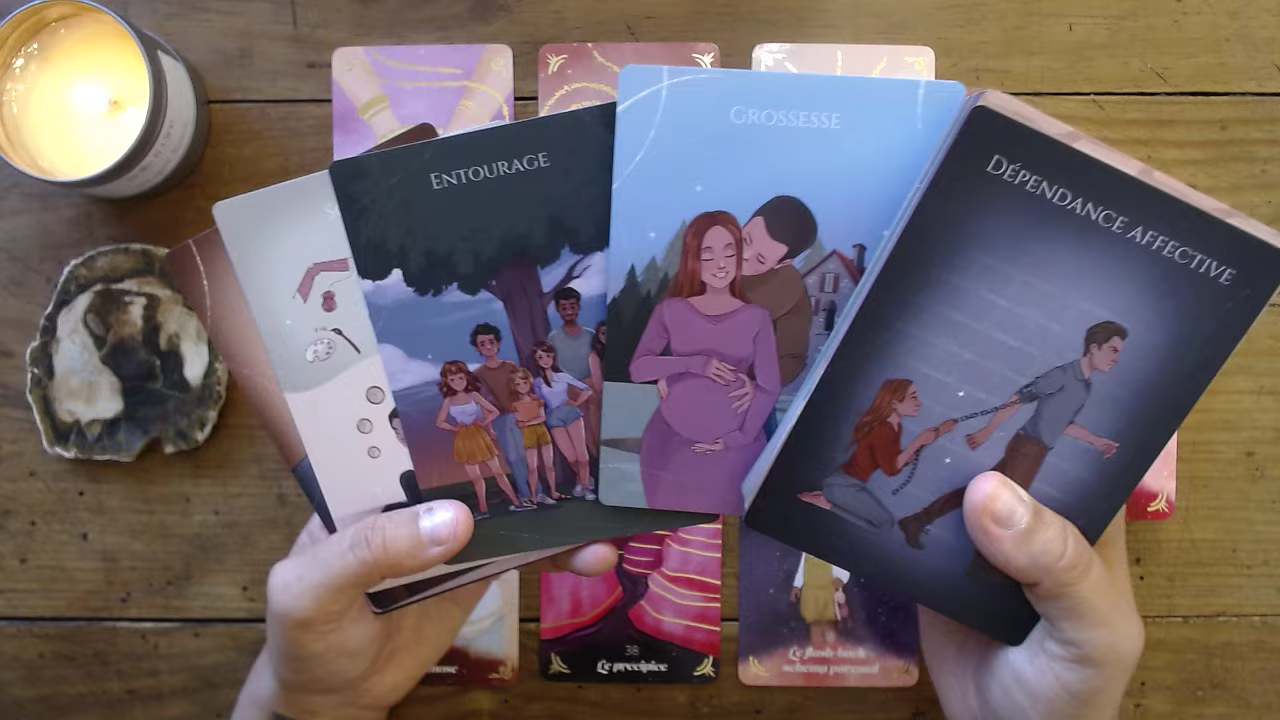 ENTOURAGE
GROSSESSE
DÉPENDANCE AFFECTIVE
38
Le précipice
Le flash-back
schéma parental